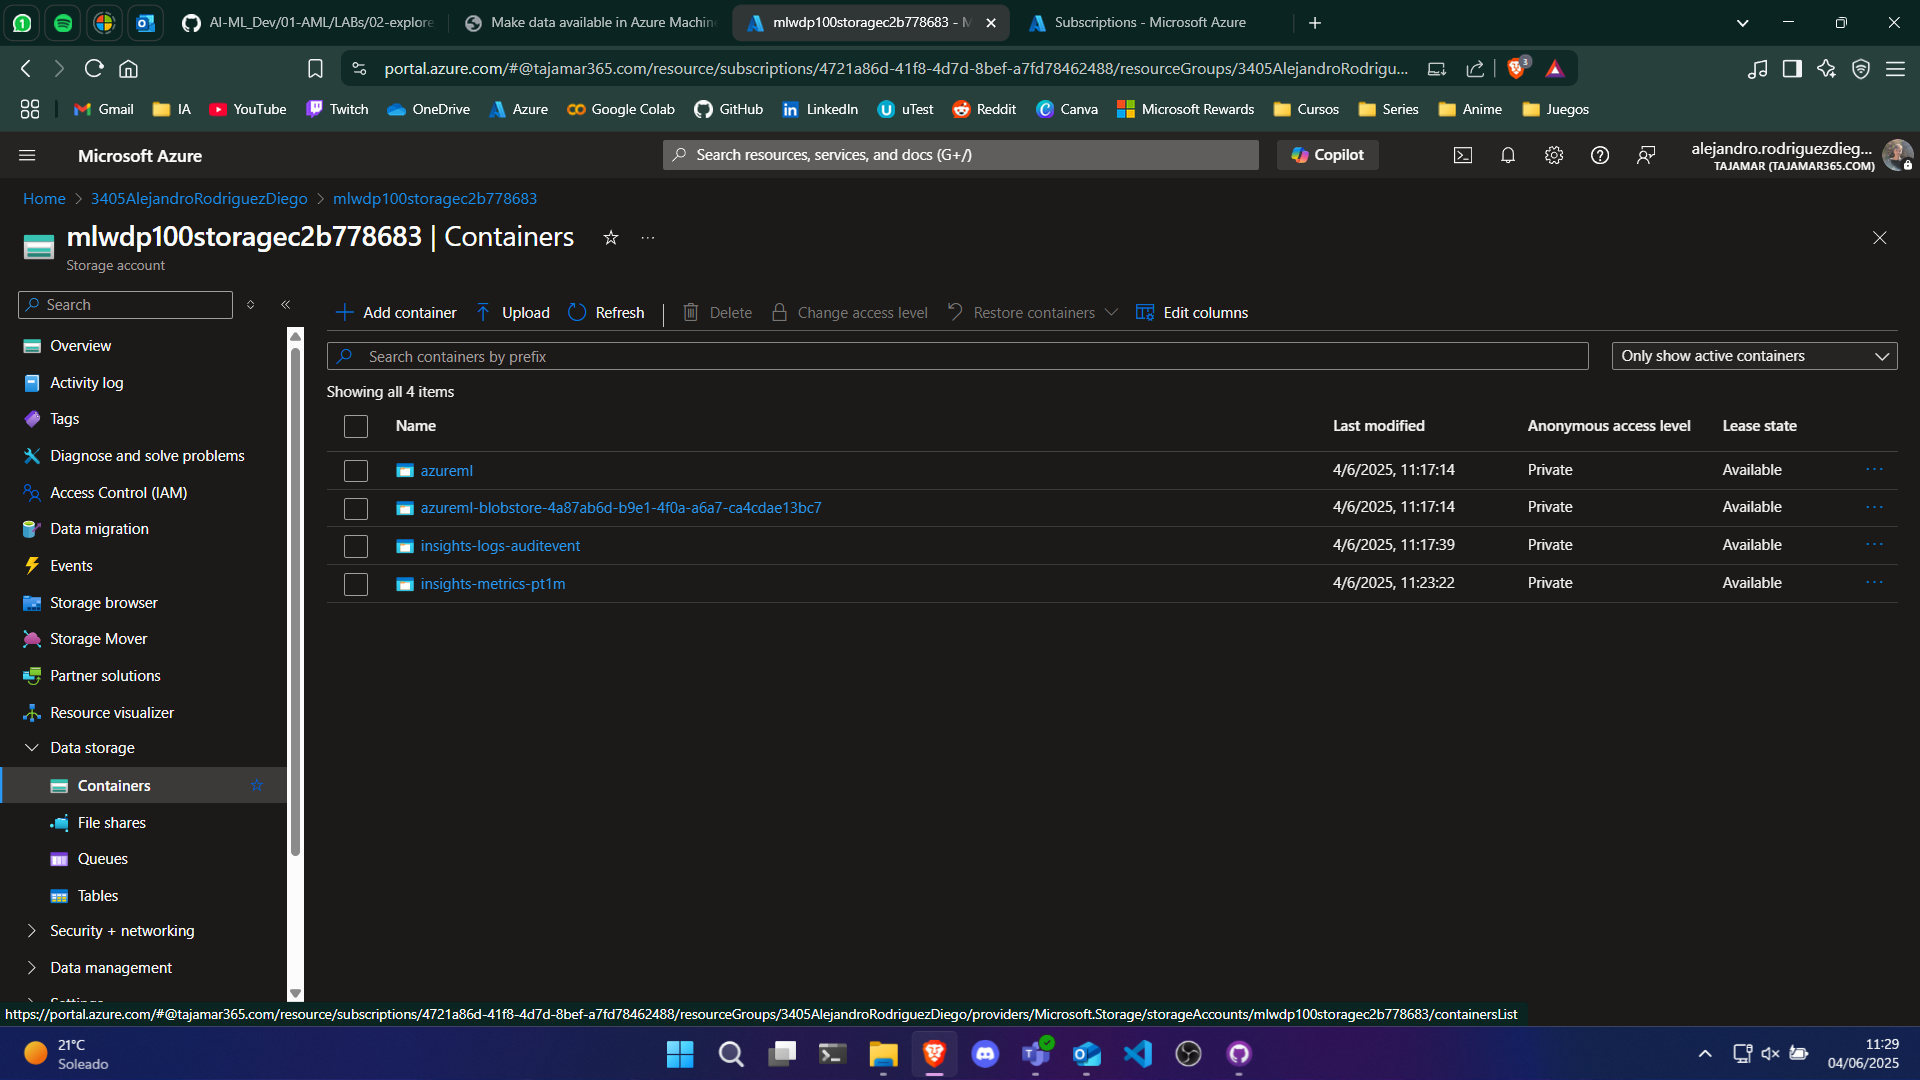 AI-ML_Dev/01-AML/LABs/02-explore
Make data available in Azure Machin
mlwdp100storagec2b778683 - M
Subscriptions - Microsoft Azure
portal.azure.com/#@tajamar365.com/resource/subscriptions/4721a86d-41f8-4d7d-8bef-a7fd78462488/resourceGroups/3405AlejandroRodrigu...
3
Gmail
IA
YouTube
Twitch
OneDrive
Azure
Google Colab
GitHub
LinkedIn
uTest
Reddit
Canva
Microsoft Rewards
Cursos
Series
Anime
Juegos
Microsoft Azure
Search resources, services, and docs (G+/)
Copilot
alejandro.rodriguezdieg...
TAJAMAR (TAJAMAR365.COM)
Home > 3405AlejandroRodriguezDiego > mlwdp100storagec2b778683
mlwdp100storagec2b778683 | Containers
Storage account
Search
Add container
Upload
Refresh
Delete
Change access level
Restore containers
Edit columns
Search containers by prefix
Only show active containers
Showing all 4 items
Name Last modified Anonymous access level Lease state
azureml 4/6/2025, 11:17:14 Private Available
azureml-blobstore-4a87ab6d-b9e1-4f0a-a6a7-ca4cdae13bc7 4/6/2025, 11:17:14 Private Available
insights-logs-auditevent 4/6/2025, 11:17:39 Private Available
insights-metrics-pt1m 4/6/2025, 11:23:22 Private Available
Overview
Activity log
Tags
Diagnose and solve problems
Access Control (IAM)
Data migration
Events
Storage browser
Storage Mover
Partner solutions
Resource visualizer
Data storage
Containers
File shares
Queues
Tables
Security + networking
Data management
Settings
https://portal.azure.com/#@tajamar365.com/resource/subscriptions/4721a86d-41f8-4d7d-8bef-a7fd78462488/resourceGroups/3405AlejandroRodriguezDiego/providers/Microsoft.Storage/storageAccounts/mlwdp100storagec2b778683/containersList
21°C
Soleado
11:29
04/06/2025